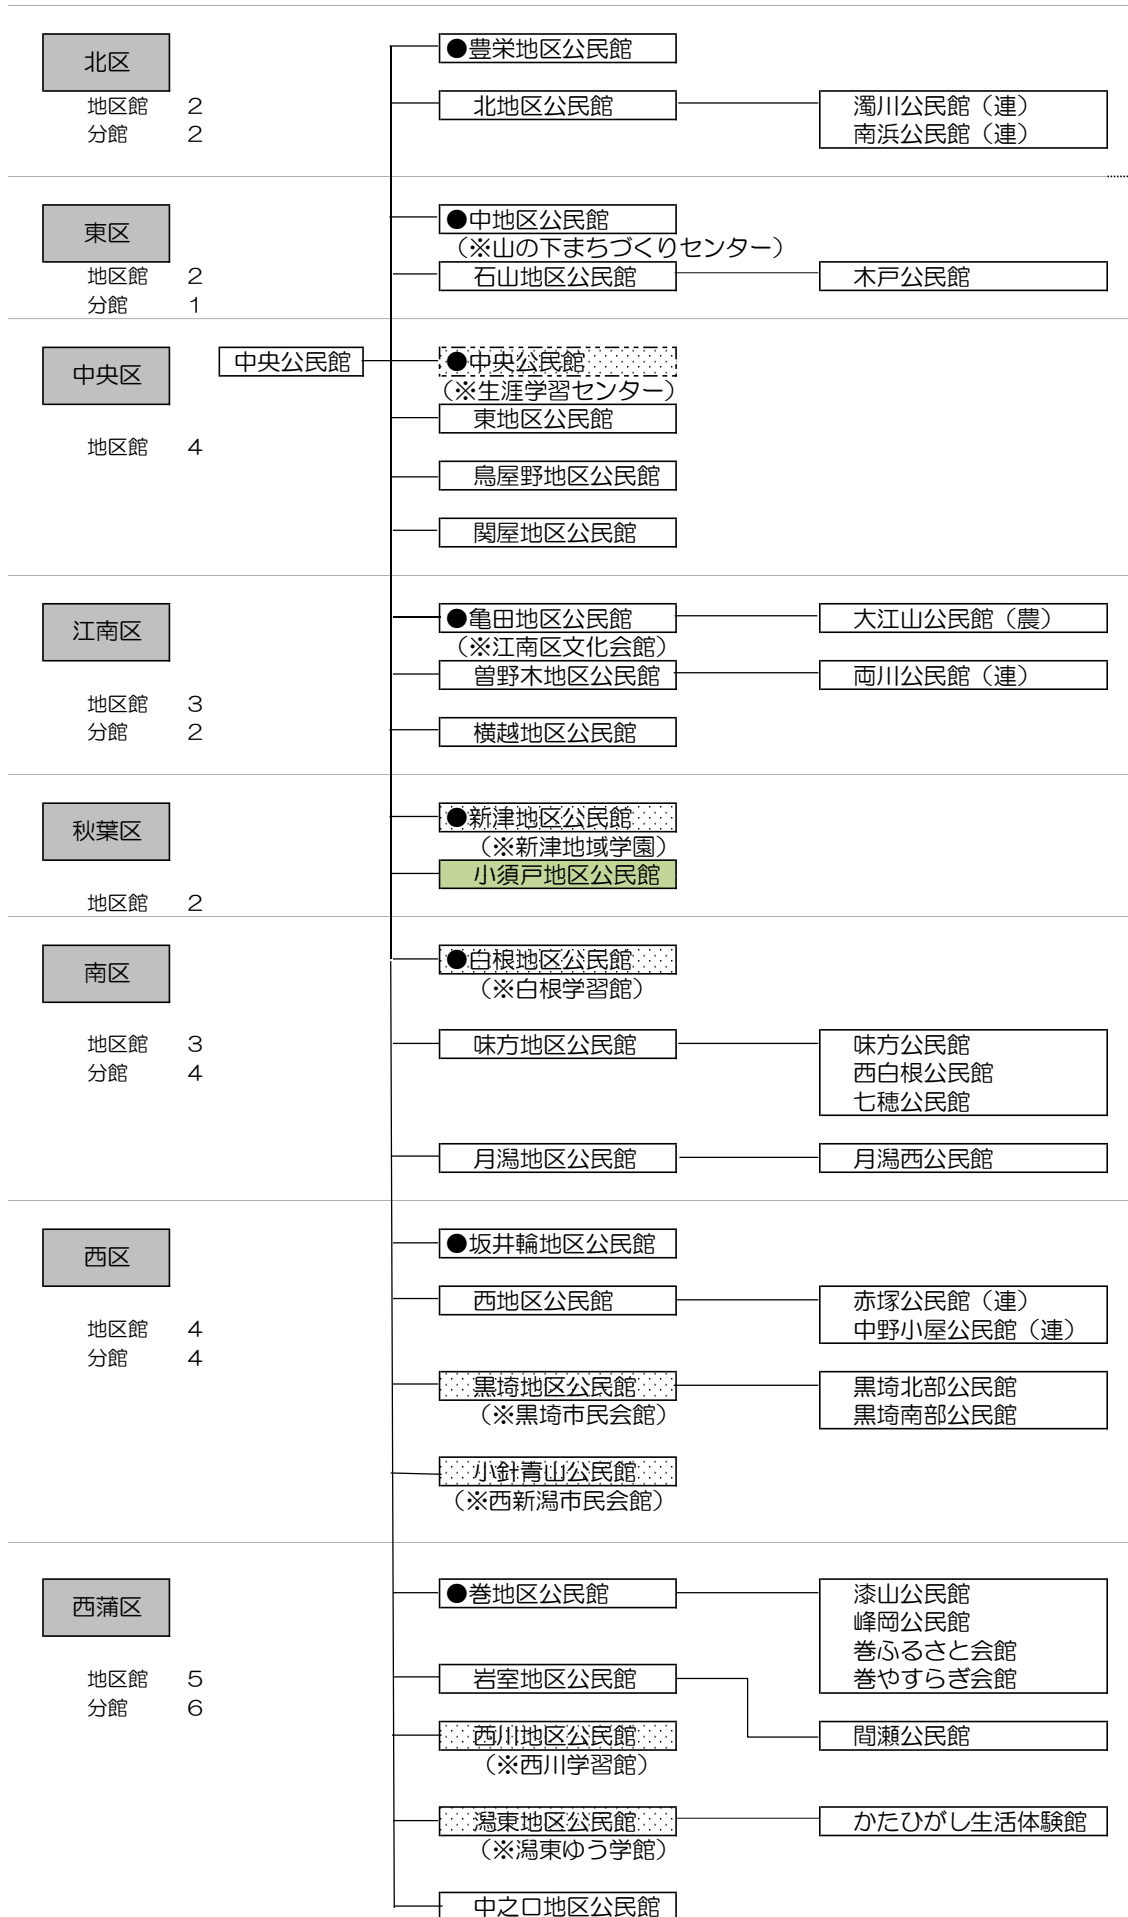 北区
●豊栄地区公民館
地区館 2
北地区公民館
濁川公民館（連）
分館 2
南浜公民館（連）
東区
●中地区公民館
（※山の下まちづくりセンター）
地区館 2
石山地区公民館
木戸公民館
分館 1
中央区
中央公民館
●中央公民館
（※生涯学習センター）
東地区公民館
地区館 4
鳥屋野地区公民館
関屋地区公民館
江南区
●亀田地区公民館
大江山公民館（農）
（※江南区文化会館）
曽野木地区公民館
両川公民館（連）
地区館 3
分館 2
横越地区公民館
秋葉区
●新津地区公民館
（※新津地域学園）
小須戸地区公民館
地区館 2
南区
●白根地区公民館
（※白根学習館）
地区館 3
味方地区公民館
味方公民館
分館 4
西白根公民館
七穂公民館
月潟地区公民館
月潟西公民館
西区
●坂井輪地区公民館
西地区公民館
赤塚公民館（連）
地区館 4
中野小屋公民館（連）
分館 4
黒埼地区公民館
黒埼北部公民館
（※黒埼市民会館）
黒埼南部公民館
小針青山公民館
（※西新潟市民会館）
西蒲区
●巻地区公民館
漆山公民館
峰岡公民館
巻ふるさと会館
地区館 5
岩室地区公民館
巻やすらぎ会館
分館 6
西川地区公民館
間瀬公民館
（※西川学習館）
潟東地区公民館
かたひがし生活体験館
（※潟東ゆう学館）
中之口地区公民館